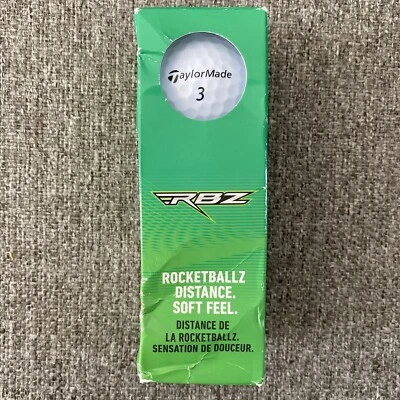 TaylorMade
3
RBZ
ROCKETBALLZ
DISTANCE.
SOFT FEEL.
DISTANCE DE
LA ROCKETBALLZ.
SENSATION DE DOUCEUR.